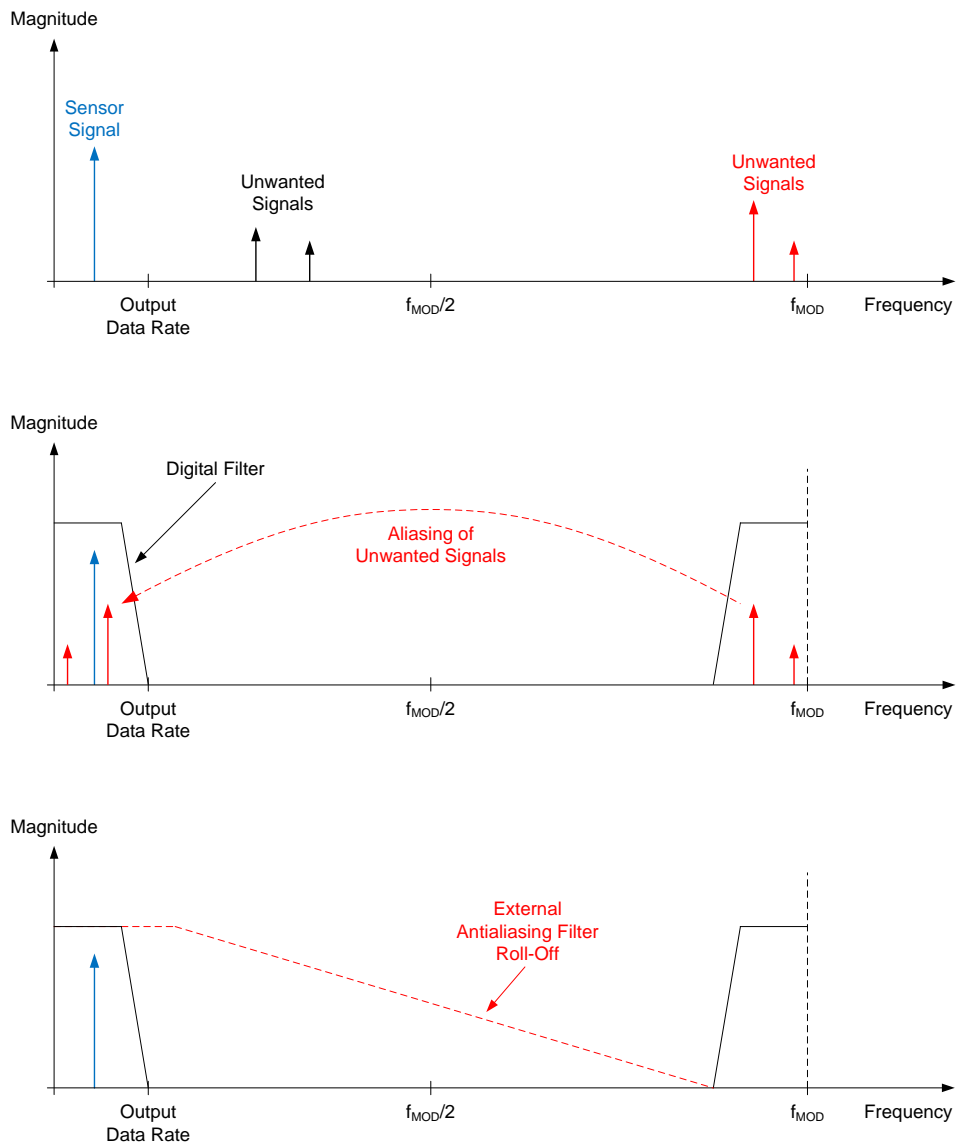 Magnitude
Sensor
Signal
Unwanted
Signals
Unwanted
Signals
Output
Data Rate
fMOD/2
fMOD
Frequency
Magnitude
Digital Filter
Aliasing of
Unwanted Signals
Output
Data Rate
fMOD/2
fMOD
Frequency
Magnitude
External
Antialiasing Filter
Roll-Off
Output
Data Rate
fMOD/2
fMOD
Frequency